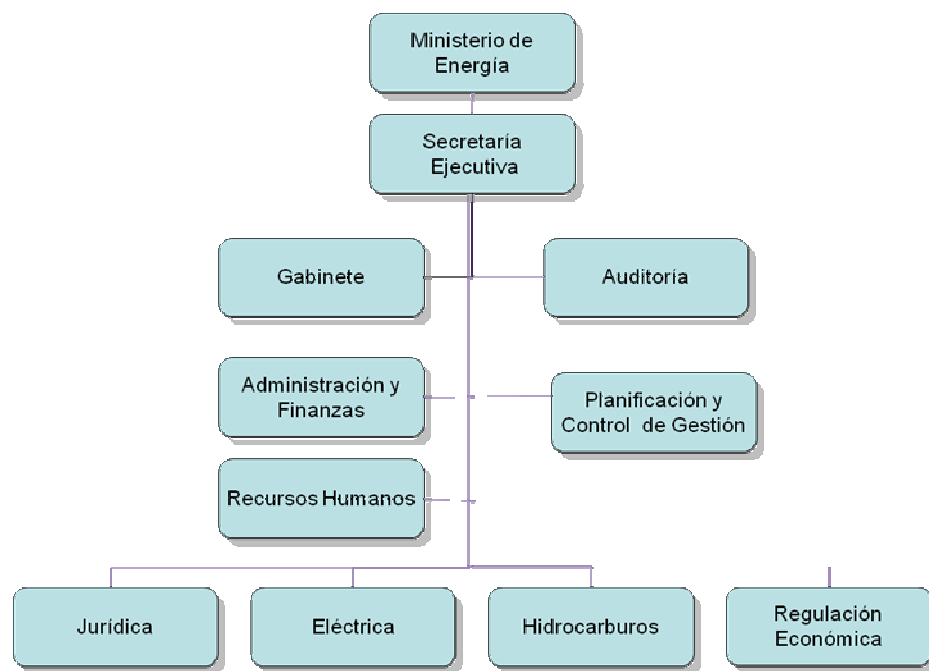 Ministerio de
Energía
Secretaría
Ejecutiva
Gabinete
Auditoría
Administración y
Finanzas
Planificación y
Control de Gestión
Recursos Humanos
Jurídica
Eléctrica
Hidrocarburos
Regulación
Económica